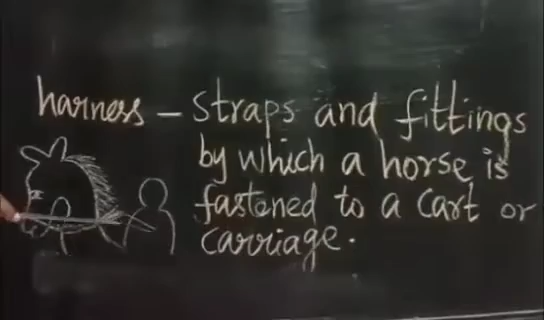 harness – straps and fittings
by which a horse is
fastened to a cart or
carriage.